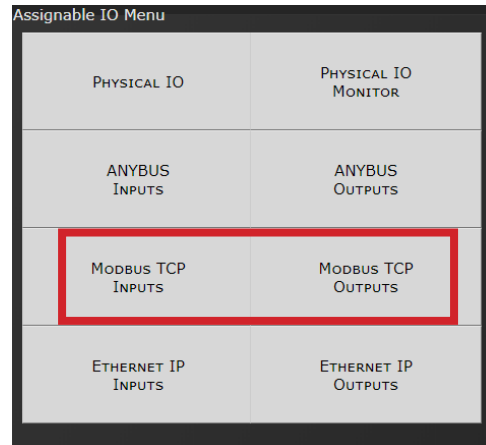 Assignable IO Menu
Physical IO
Physical IO
Monitor
ANYBUS
Inputs
ANYBUS
Outputs
Modbus TCP
Inputs
Modbus TCP
Outputs
Ethernet IP
Inputs
Ethernet IP
Outputs